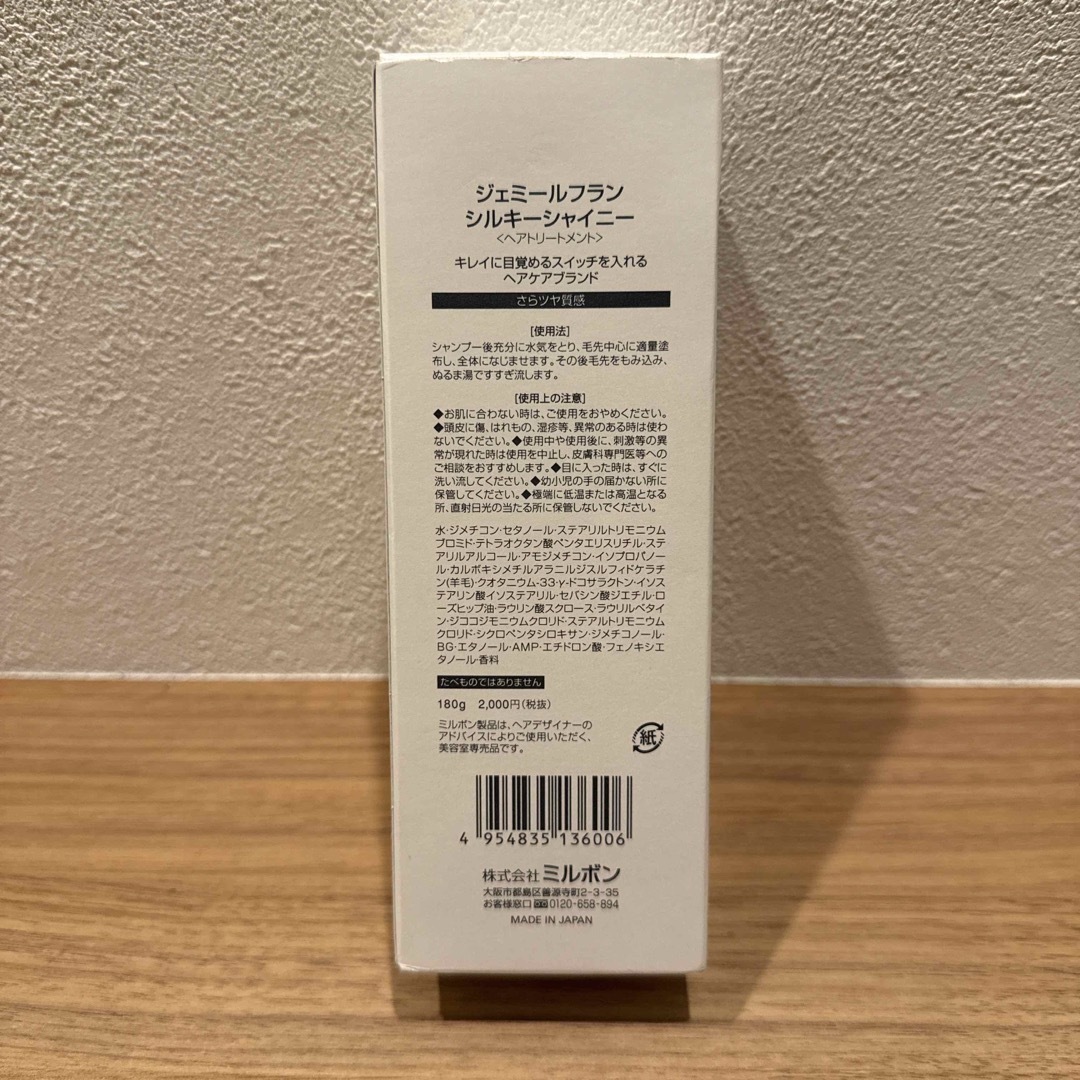 ジェミールフラン
シルキーシャイニー
<ヘアトリートメント>
キレイに目覚めるスイッチを入れる
ヘアケアブランド
さらツヤ質感
[使用法]
シャンプー後充分に水気をとり、毛先中心に適量塗
布し、全体になじませます。その後毛先をもみ込み、
ぬるま湯ですすぎ流します。
[使用上の注意]
◆お肌に合わない時は、ご使用をおやめください。
◆頭皮に傷、はれもの、湿疹等、異常のある時は使わ
ないでください。◆使用中や使用後に、刺激等の異
常が現れた時は使用を中止し、皮膚科専門医等への
ご相談をおすすめします。◆目に入った時は、すぐに
洗い流してください。◆幼小児の手の届かない所に
保管してください。◆極端に低温または高温となる
所、直射日光の当たる所に保管しないでください。
水・ジメチコン・セタノール・ステアリルトリモニウム
ブロミド・テトラオクタン酸ペンタエリスリチル・ステ
アリルアルコール・アモジメチコン・イソプロパノー
ル・カルボキシメチルアラニルジスルフィドケラチ
ン(羊毛)・クオタニウム-33・γ-ドコサラクトン・イソス
テアリン酸イソステアリル・セバシン酸ジエチル・ロ
ーズヒップ油・ラウリン酸スクロース・ラウリルベタイ
ン・ジココジモニウムクロリド・ステアルトリモニウム
クロリド・シクロペンタシロキサン・ジメチコノール・
BG・エタノール・AMP・エチドロン酸・フェノキシエ
タノール・香料
たべものではありません
180g 2,000円(税抜)
ミルボン製品は、ヘアデザイナーの
アドバイスによりご使用いただく、
美容室専売品です。
紙
4 954835 136006
株式会社ミルボン
大阪市都島区善源寺町2-3-35
お客様窓口 0120-658-894
MADE IN JAPAN